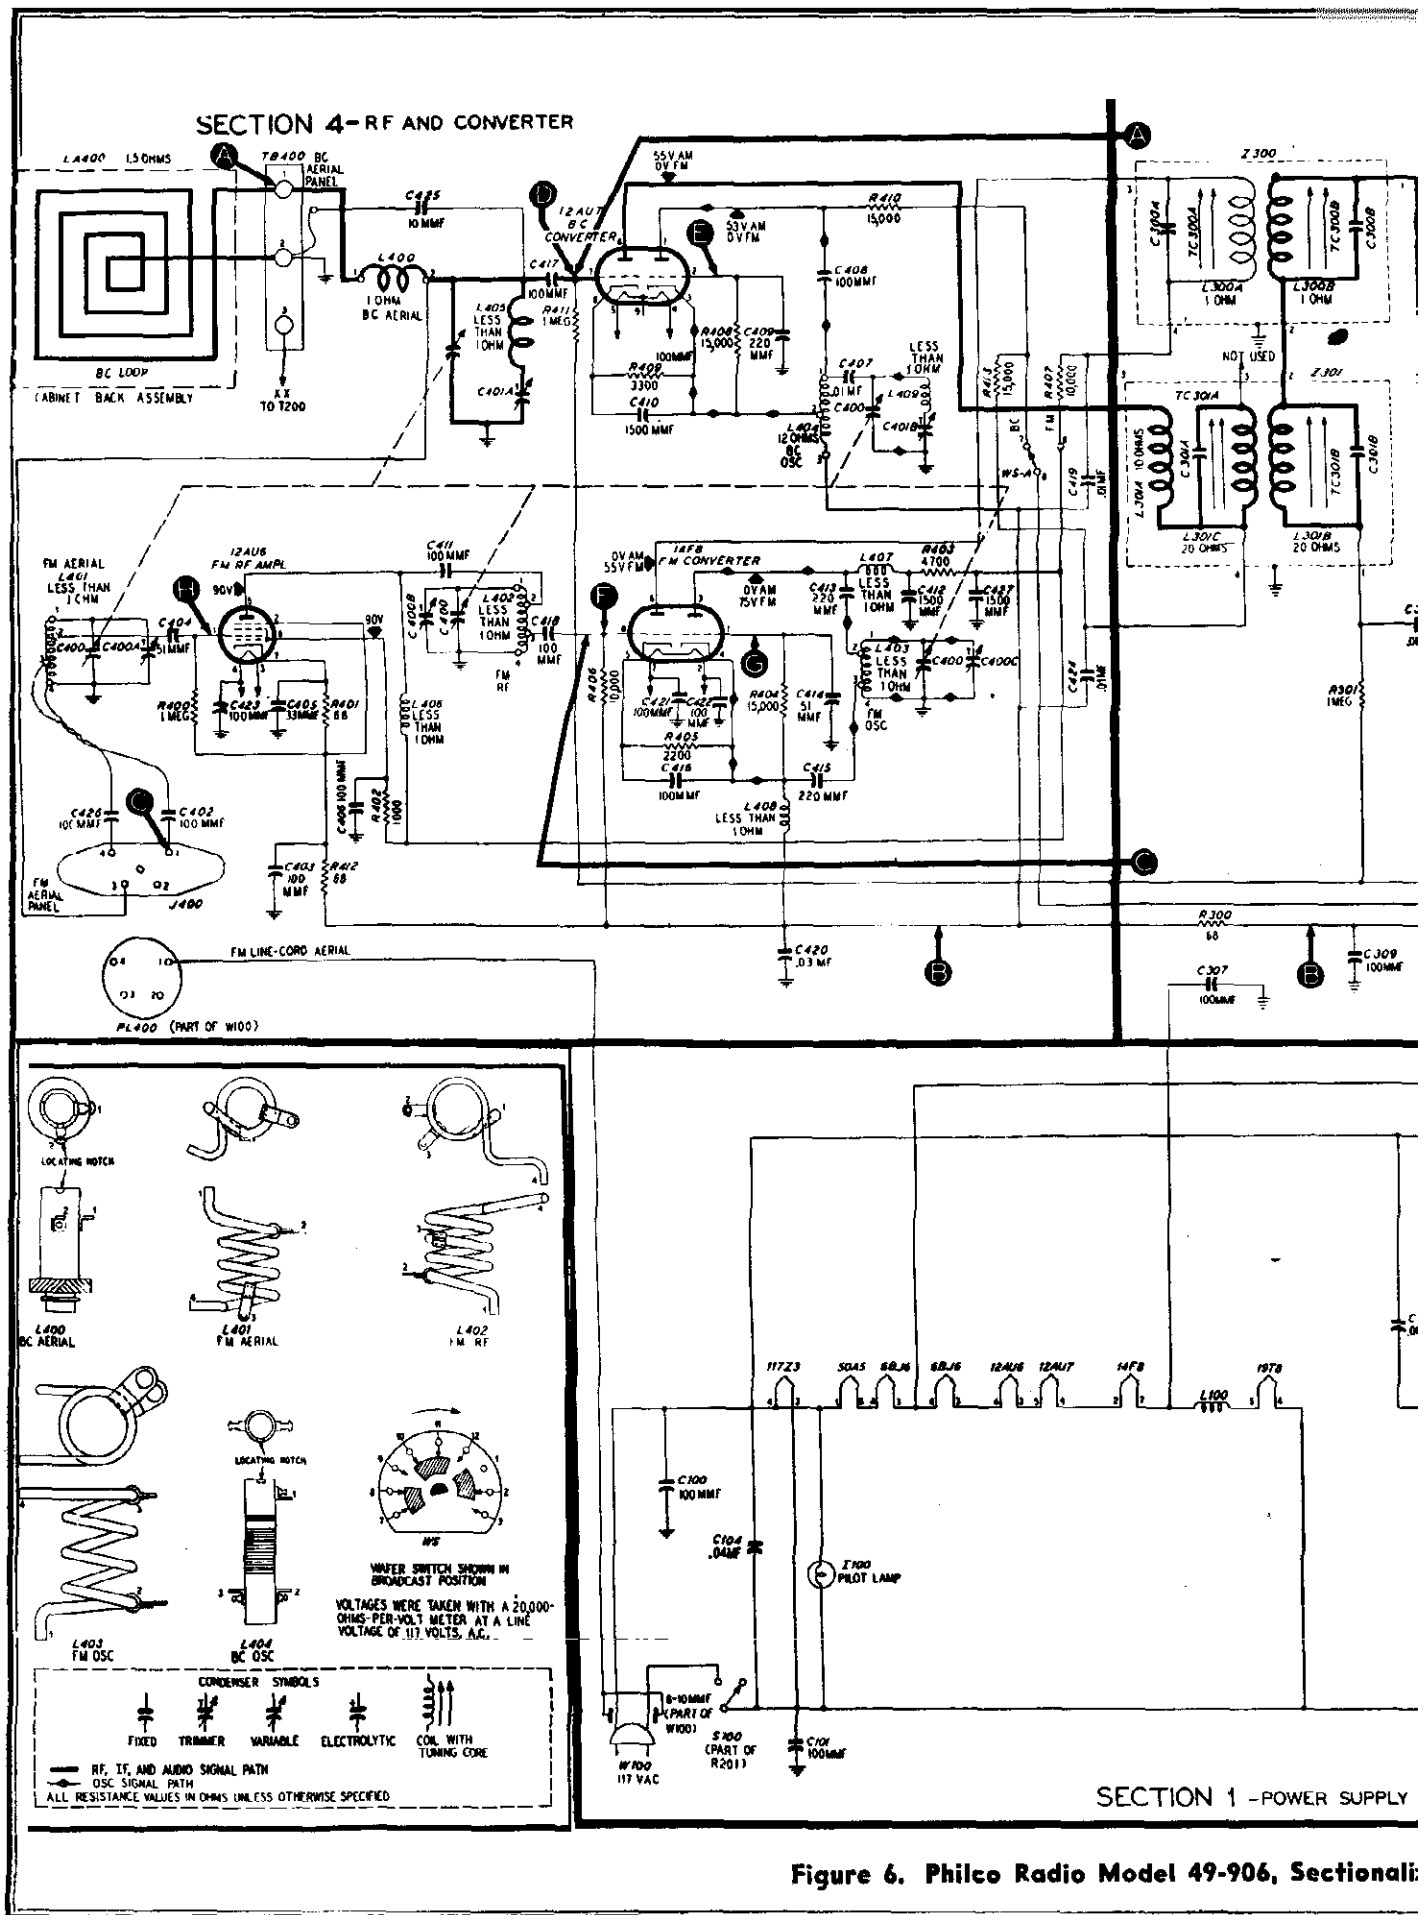 SECTION 4-RF AND CONVERTER
LA400 1.5 OHMS
A
TB400 BC
AERIAL
PANEL
1
2
3
BC LOOP
CABINET BACK ASSEMBLY
XX
TO T200
C425
10 MMF
L400
1 OHM
BC AERIAL
L405
LESS
THAN
1 OHM
C401A
D
12AU7
BC
CONVERTER
C417
100MMF
R411
1 MEG
55V AM
0V FM
53V AM
0V FM
E
R410
15,000
C408
100MMF
R408
15,000
C409
220
MMF
100MMF
R409
3300
C410
1500 MMF
L404
12 OHMS
BC
OSC
C407
.01 MF
C400
LESS
THAN
1 OHM
L409
C401B
R413
15,000
R407
10,000
BC
FM
WS-A
C419
.01MF
A
Z300
C300A
TC300A
TC300B
C300B
L300A
1 OHM
L300B
1 OHM
NOT USED
Z301
TC301A
L301A 10 OHMS
C301A
TC301B
C301B
L301C
20 OHMS
L301B
20 OHMS
FM AERIAL
L401
LESS THAN
1 OHM
C400
C400A
C404
51 MMF
H
12AU6
FM RF AMPL
90V
90V
R400
1 MEG
C423
100MMF
C405
33MMF
R401
68
C411
100 MMF
C400B
C400
L402
LESS
THAN
1 OHM
FM
RF
L406
LESS
THAN
1 OHM
C418
100
MMF
F
R406
10,000
0V AM
55V FM
14F8
FM CONVERTER
0V AM
75V FM
G
C421
100MMF
C422
100
MMF
R405
2200
C416
100MMF
R404
15,000
C414
51
MMF
C415
220 MMF
L408
LESS THAN
1 OHM
L407
LESS
THAN
1 OHM
C413
220
MMF
R403
4700
C412
1500
MMF
C427
1500
MMF
L403
LESS
THAN
1 OHM
C400
C400C
FM
OSC
C424
.01MF
R301
1 MEG
C406 100 MMF
R402
1000
C426
100 MMF
C
C402
100 MMF
FM
AERIAL
PANEL
J400
C403
100
MMF
R412
68
C
C420
.03 MF
B
R300
68
B
C309
100MMF
C307
100MMF
FM LINE-CORD AERIAL
PL400 (PART OF W100)
LOCATING NOTCH
L400
BC AERIAL
L401
FM AERIAL
L402
FM RF
L403
FM OSC
LOCATING NOTCH
L404
BC OSC
WS
WAFER SWITCH SHOWN IN
BROADCAST POSITION
VOLTAGES WERE TAKEN WITH A 20,000-
OHMS-PER-VOLT METER AT A LINE
VOLTAGE OF 117 VOLTS, A.C.
CONDENSER SYMBOLS
FIXED TRIMMER VARIABLE ELECTROLYTIC COIL WITH
TUNING CORE
RF, IF, AND AUDIO SIGNAL PATH
OSC SIGNAL PATH
ALL RESISTANCE VALUES IN OHMS UNLESS OTHERWISE SPECIFIED
117Z3 50A5 6BJ6 6BJ6 12AU6 12AU7 14F8 19T8
L100
C100
100 MMF
C104
.04MF
I100
PILOT LAMP
8-10MMF
(PART OF
W100)
S100
(PART OF
R201)
C101
100MMF
W100
117 VAC
SECTION 1 -POWER SUPPLY
Figure 6. Philco Radio Model 49-906, Sectionali